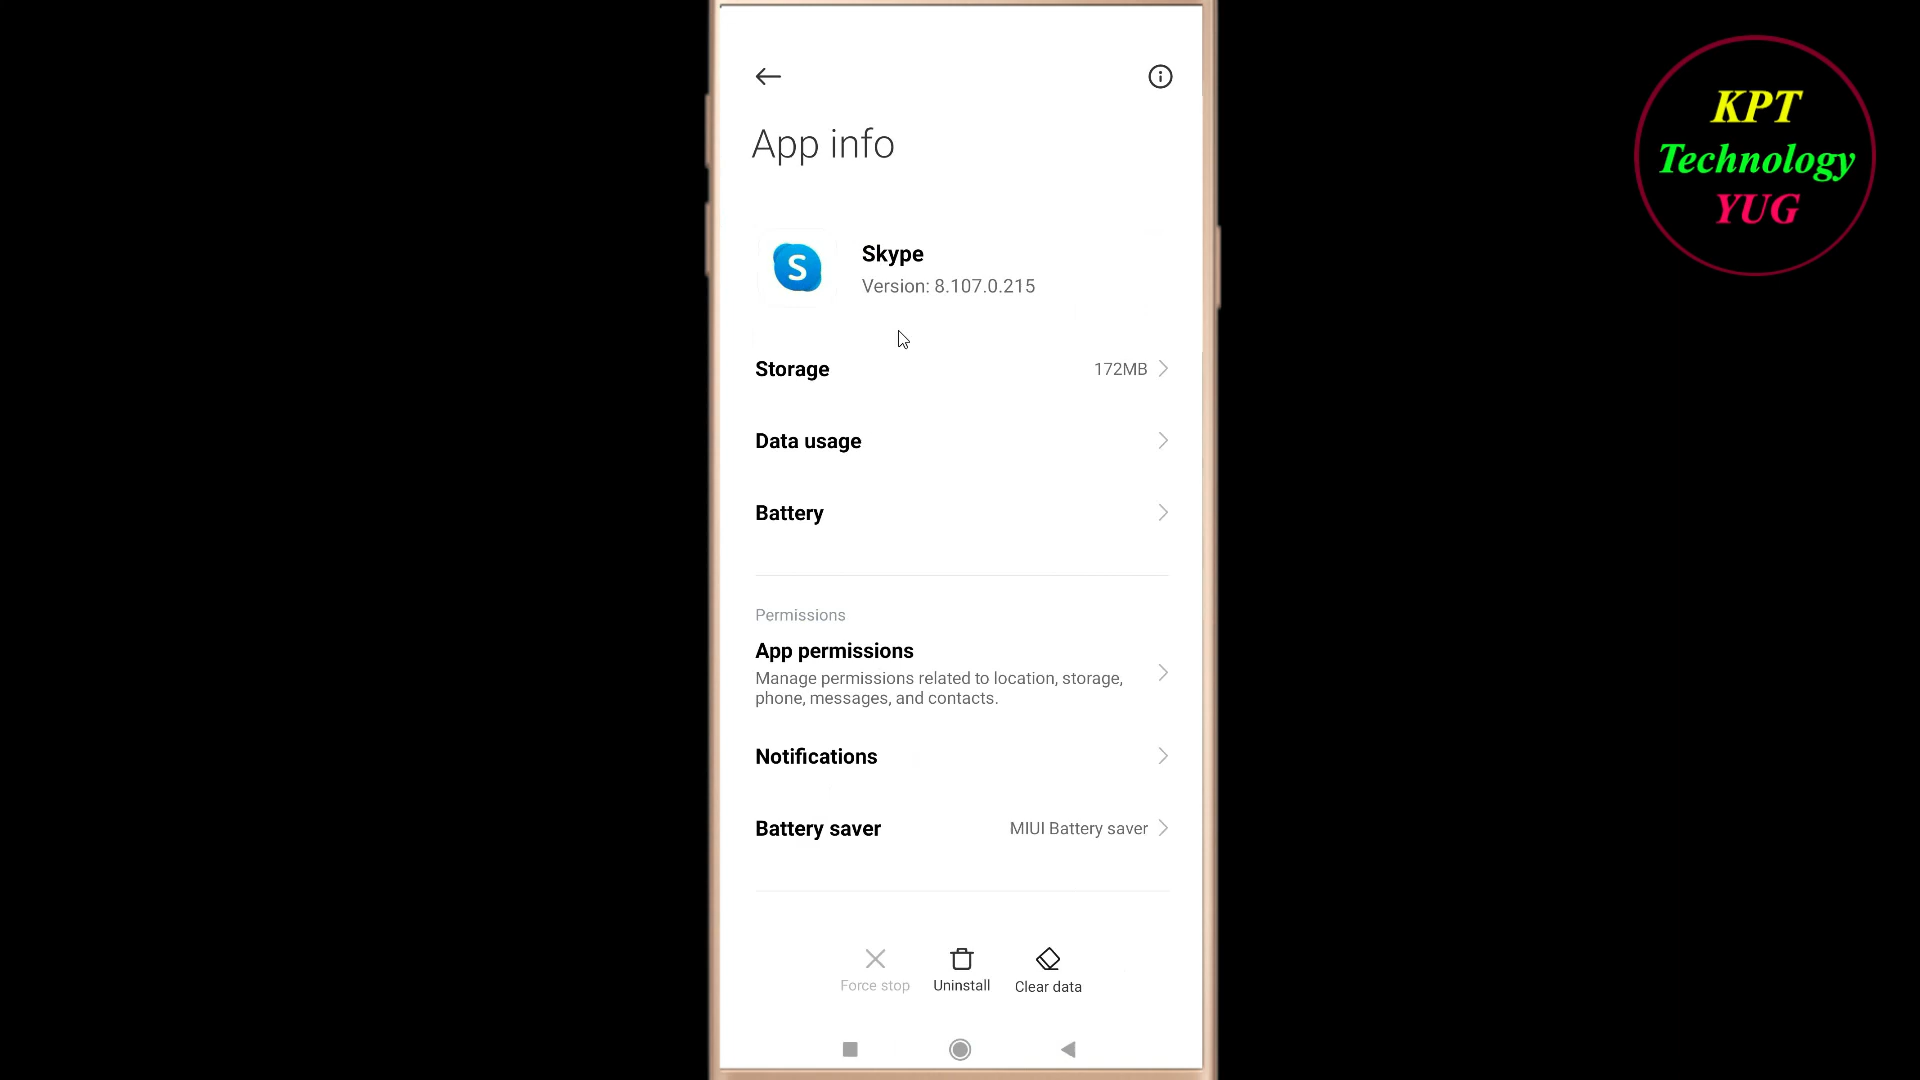 App info
S
Skype
Version: 8.107.0.215
Storage 172MB
Data usage
Battery
Permissions
App permissions
Manage permissions related to location, storage,
phone, messages, and contacts.
Notifications
Battery saver MIUI Battery saver
Force stop Uninstall Clear data
KPT
Technology
YUG